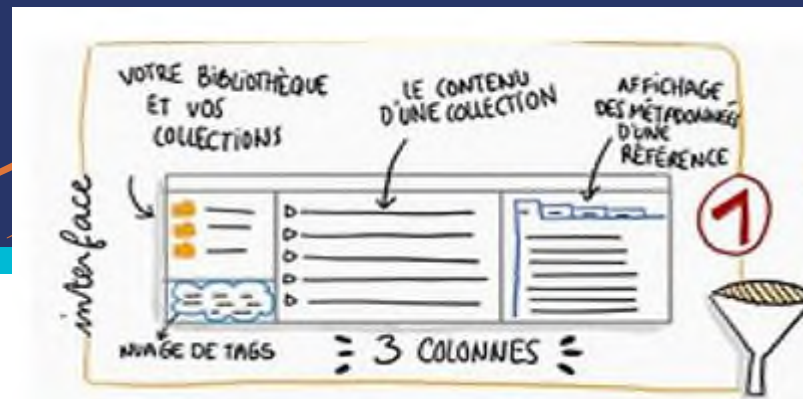 VOTRE BIBLIOTHÈQUE
ET VOS
COLLECTIONS
LE CONTENU
D'UNE COLLECTION
AFFICHAGE
DES MÉTADONNÉES
D'UNE
RÉFÉRENCE
interface
1
NUAGE DE TAGS
3 COLONNES